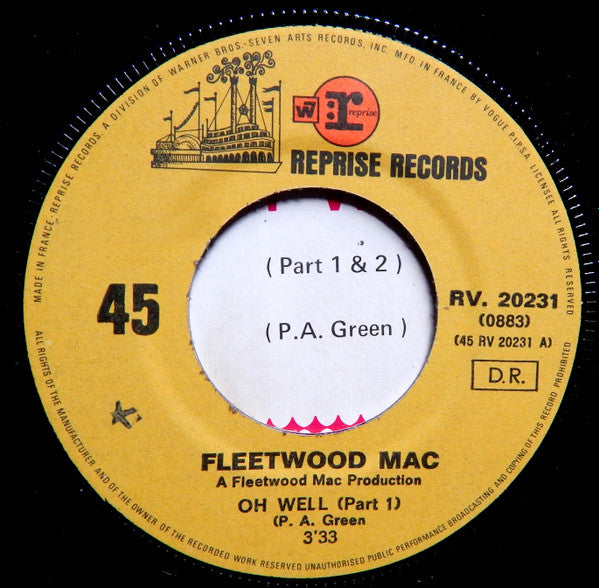 MADE IN FRANCE. REPRISE RECORDS, A DIVISION OF WARNER BROS.-SEVEN ARTS RECORDS, INC. MFD. IN FRANCE BY VOGUE P.I.P.S.A. LICENSEE ALL RIGHTS RESERVED
W7 r reprise
REPRISE RECORDS
45
( Part 1 & 2 )
( P.A. Green )
RV. 20231
(0883)
(45 RV 20231 A)
D.R.
FLEETWOOD MAC
A Fleetwood Mac Production
OH WELL (Part 1)
(P. A. Green
3'33
ALL RIGHTS OF THE MANUFACTURER AND OF THE OWNER OF THE RECORDED WORK RESERVED UNAUTHORISED PUBLIC PERFORMANCE BROADCASTING AND COPYING OF THIS RECORD PROHIBITED